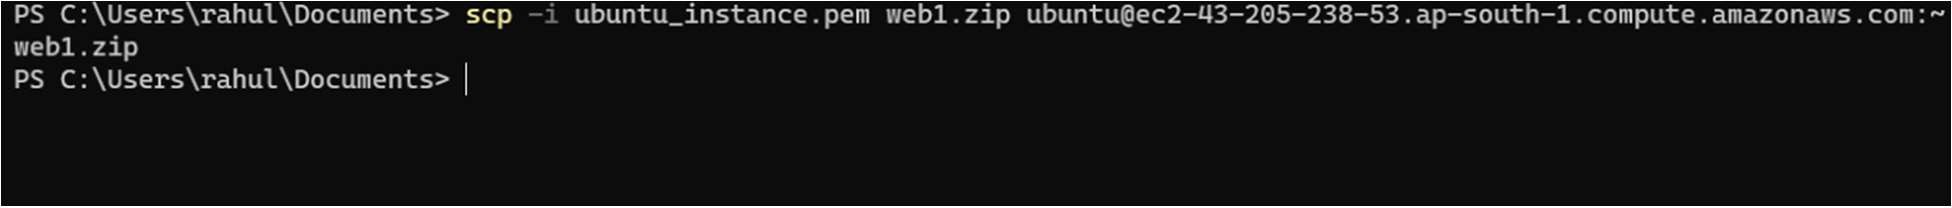 PS C:\Users\rahul\Documents> scp -i ubuntu_instance.pem web1.zip ubuntu@ec2-43-205-238-53.ap-south-1.compute.amazonaws.com:~
web1.zip
PS C:\Users\rahul\Documents>